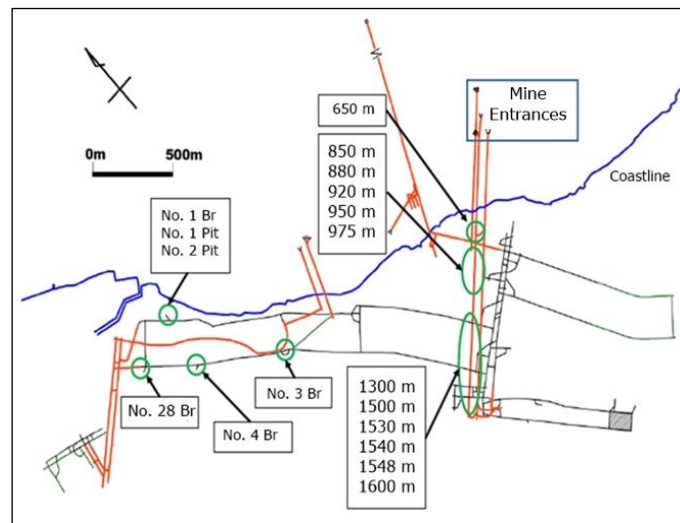 Mine
Entrances
650 m
850 m
880 m
920 m
950 m
975 m
Coastline
0m 500m
No. 1 Br
No. 1 Pit
No. 2 Pit
No. 28 Br
No. 4 Br
No. 3 Br
1300 m
1500 m
1530 m
1540 m
1548 m
1600 m